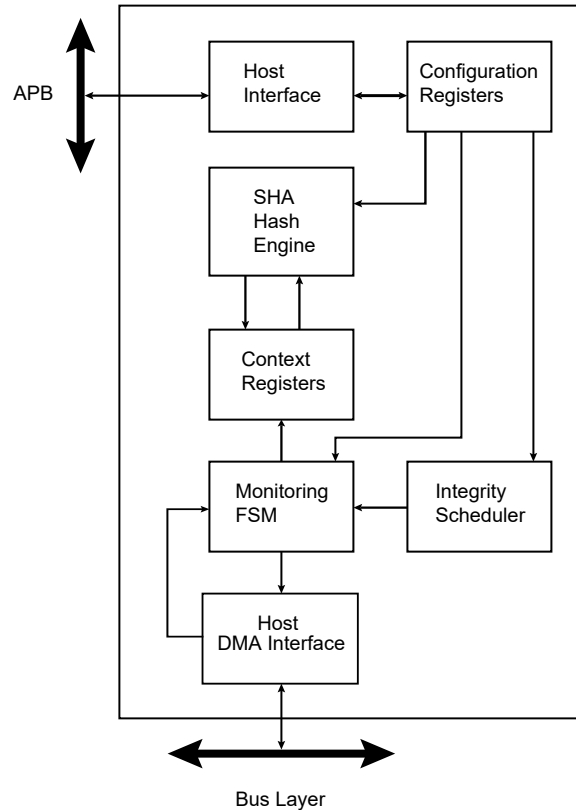 APB
Host
Interface
Configuration
Registers
SHA
Hash
Engine
Context
Registers
Monitoring
FSM
Integrity
Scheduler
Host
DMA Interface
Bus Layer